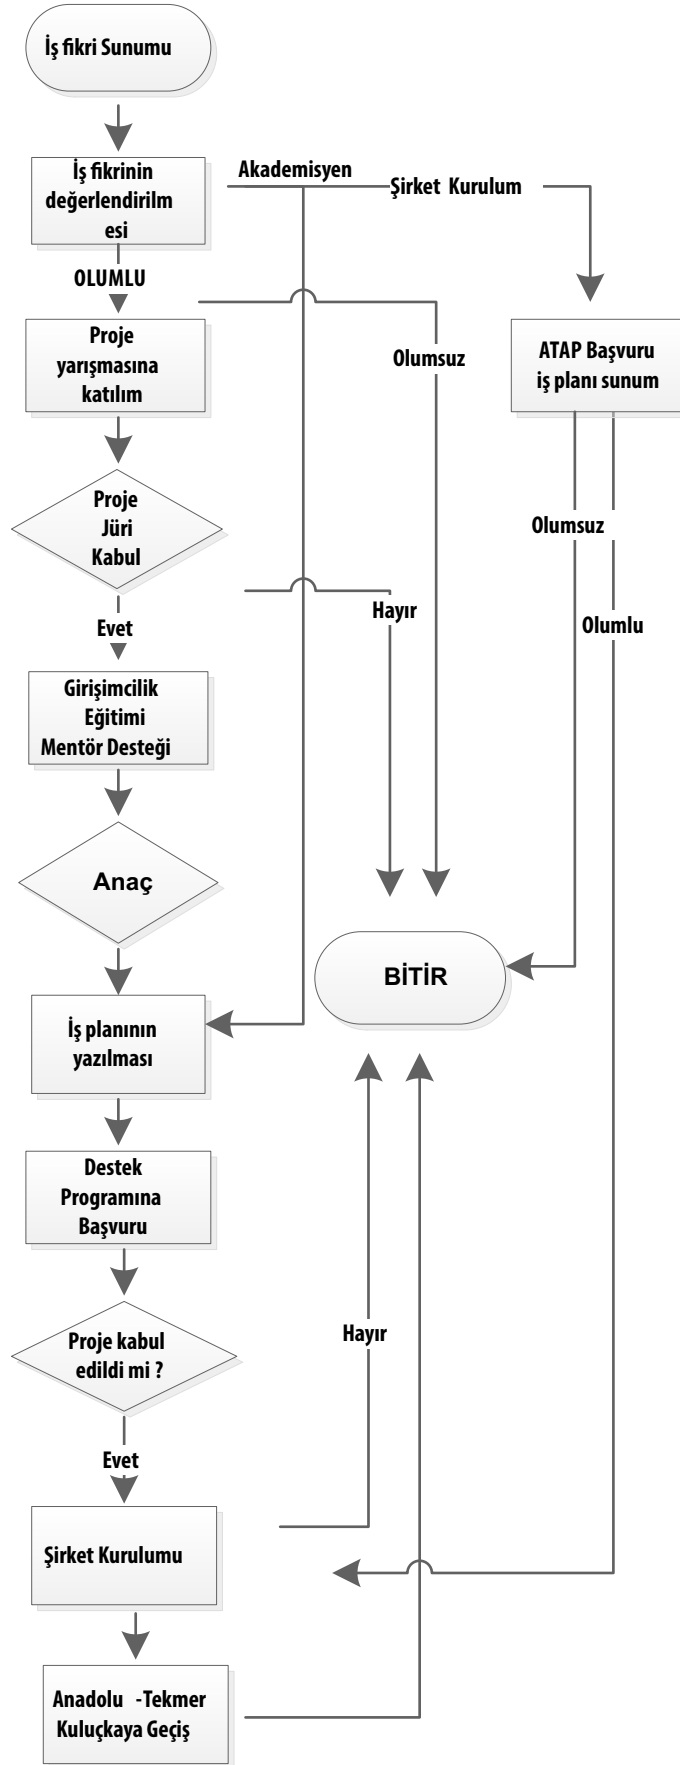 İş fikri Sunumu
İş fikrinin
değerlendirilm
esi
Akademisyen
Şirket Kurulum
OLUMLU
Proje
yarışmasına
katılım
Olumsuz
ATAP Başvuru
iş planı sunum
Proje
Jüri
Kabul
Olumsuz
Hayır
Evet
Olumlu
Girişimcilik
Eğitimi
Mentör Desteği
Anaç
BİTİR
İş planının
yazılması
Destek
Programına
Başvuru
Proje kabul
edildi mi ?
Hayır
Evet
Şirket Kurulumu
Anadolu -Tekmer
Kuluçkaya Geçiş